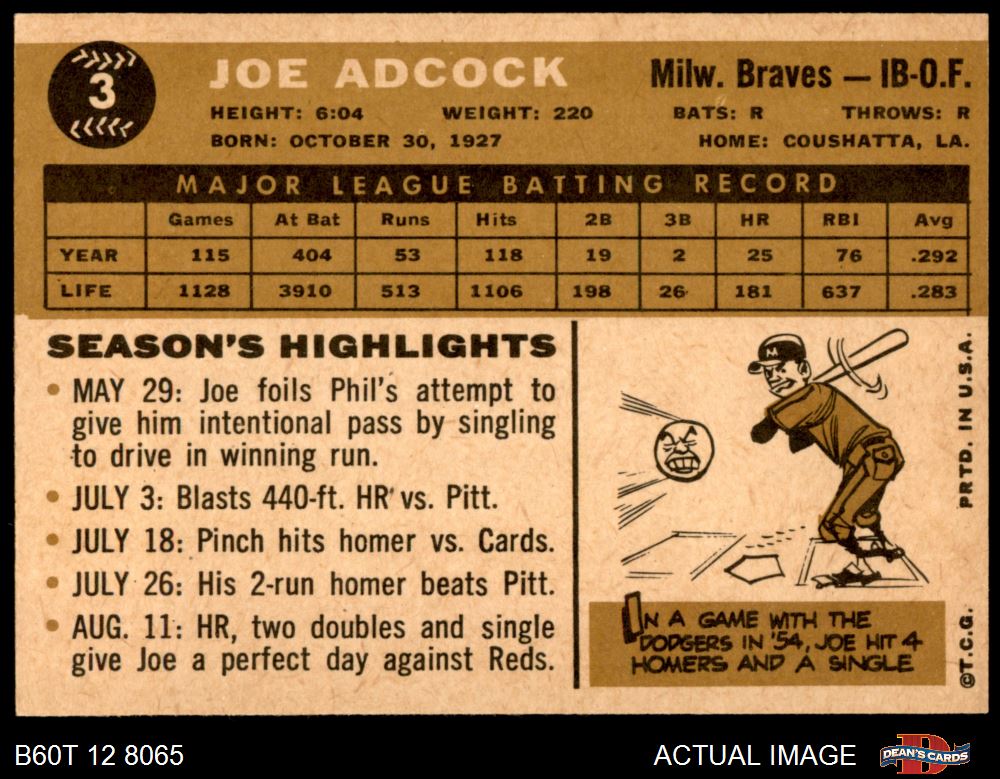 3
JOE ADCOCK
Milw. Braves — IB-O.F.
HEIGHT: 6:04 WEIGHT: 220 BATS: R THROWS: R
BORN: OCTOBER 30, 1927 HOME: COUSHATTA, LA.
MAJOR LEAGUE BATTING RECORD
Games At Bat Runs Hits 2B 3B HR RBI Avg
YEAR 115 404 53 118 19 2 25 76 .292
LIFE 1128 3910 513 1106 198 26 181 637 .283
SEASON'S HIGHLIGHTS
• MAY 29: Joe foils Phil's attempt to
give him intentional pass by singling
to drive in winning run.
• JULY 3: Blasts 440-ft. HR vs. Pitt.
• JULY 18: Pinch hits homer vs. Cards.
• JULY 26: His 2-run homer beats Pitt.
• AUG. 11: HR, two doubles and single
give Joe a perfect day against Reds.
M
IN A GAME WITH THE
DODGERS IN '54, JOE HIT 4
HOMERS AND A SINGLE
©T.C.G. PRTD. IN U.S.A.
B60T 12 8065
ACTUAL IMAGE
D
DEAN'S CARDS